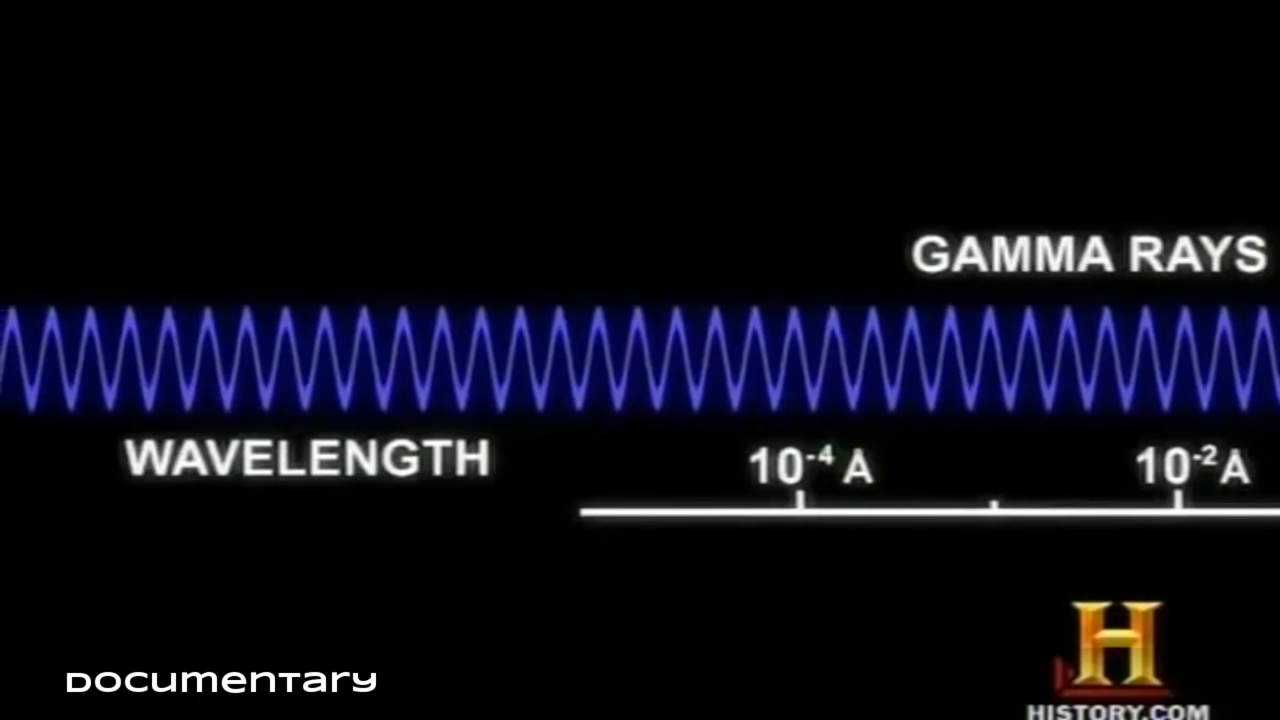 GAMMA RAYS
WAVELENGTH
10⁻⁴ A
10⁻² A
Documentary
H
HISTORY.COM